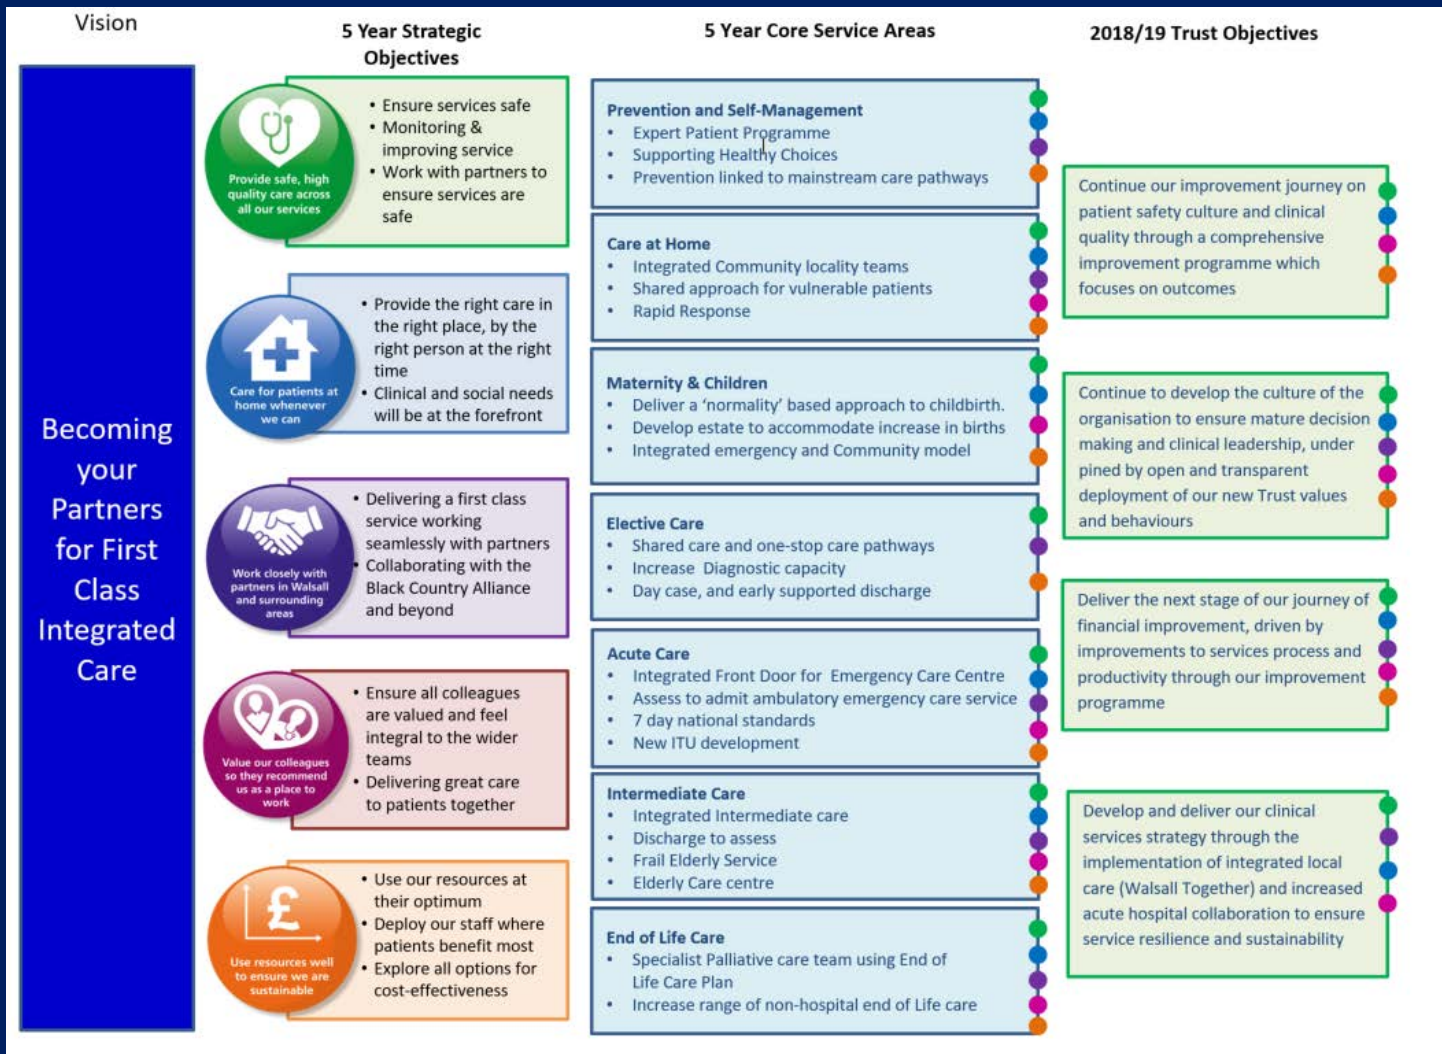 Vision
5 Year Strategic
Objectives
5 Year Core Service Areas
2018/19 Trust Objectives
Becoming
your
Partners
for First
Class
Integrated
Care
Provide safe, high
quality care across
all our services
• Ensure services safe
• Monitoring &
improving service
• Work with partners to
ensure services are
safe
Care for patients at
home whenever
we can
• Provide the right care in
the right place, by the
right person at the right
time
• Clinical and social needs
will be at the forefront
Work closely with
partners in Walsall
and surrounding
areas
• Delivering a first class
service working
seamlessly with partners
• Collaborating with the
Black Country Alliance
and beyond
Value our colleagues
so they recommend
us as a place to
work
• Ensure all colleagues
are valued and feel
integral to the wider
teams
• Delivering great care
to patients together
£
Use resources well
to ensure we are
sustainable
• Use our resources at
their optimum
• Deploy our staff where
patients benefit most
• Explore all options for
cost-effectiveness
Prevention and Self-Management
• Expert Patient Programme
• Supporting Healthy Choices
• Prevention linked to mainstream care pathways
Care at Home
• Integrated Community locality teams
• Shared approach for vulnerable patients
• Rapid Response
Maternity & Children
• Deliver a ‘normality’ based approach to childbirth.
• Develop estate to accommodate increase in births
• Integrated emergency and Community model
Elective Care
• Shared care and one-stop care pathways
• Increase Diagnostic capacity
• Day case, and early supported discharge
Acute Care
• Integrated Front Door for Emergency Care Centre
• Assess to admit ambulatory emergency care service
• 7 day national standards
• New ITU development
Intermediate Care
• Integrated Intermediate care
• Discharge to assess
• Frail Elderly Service
• Elderly Care centre
End of Life Care
• Specialist Palliative care team using End of
Life Care Plan
• Increase range of non-hospital end of Life care
Continue our improvement journey on
patient safety culture and clinical
quality through a comprehensive
improvement programme which
focuses on outcomes
Continue to develop the culture of the
organisation to ensure mature decision
making and clinical leadership, under
pined by open and transparent
deployment of our new Trust values
and behaviours
Deliver the next stage of our journey of
financial improvement, driven by
improvements to services process and
productivity through our improvement
programme
Develop and deliver our clinical
services strategy through the
implementation of integrated local
care (Walsall Together) and increased
acute hospital collaboration to ensure
service resilience and sustainability